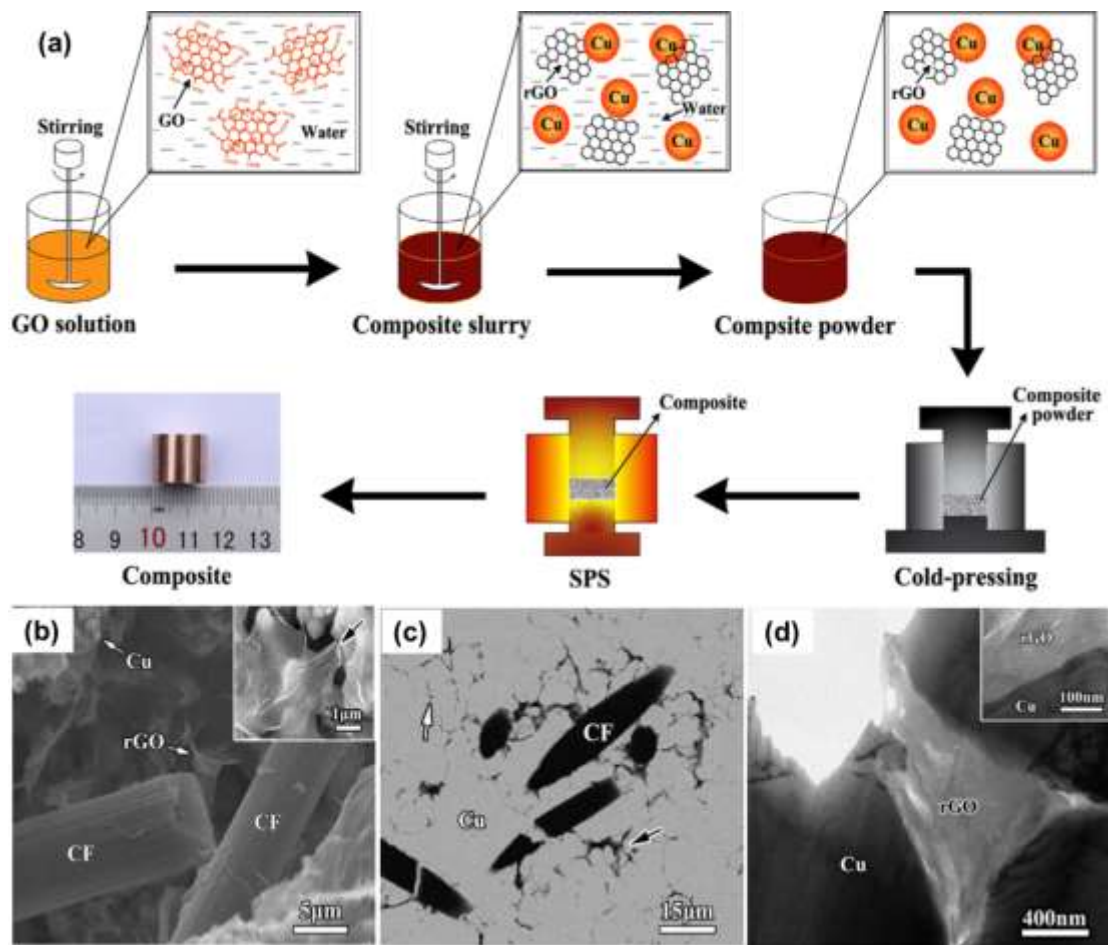 (a)
GO
Water
Stirring
GO solution
Cu
Cu
rGO
Cu
Water
Cu
Cu
Stirring
Composite slurry
Cu
Cu
rGO
Cu
Cu
Cu
Compsite powder
8 9 10 11 12 13
Composite
Composite
SPS
Composite
powder
Cold-pressing
(b)
Cu
rGO
CF
CF
1μm
5μm
(c)
CF
Cu
15μm
(d)
rGO
Cu
100nm
rGO
Cu
400nm